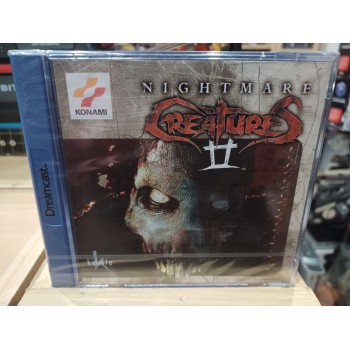 NIGHTMARE
CREATURES
II
KONAMI
Dreamcast.